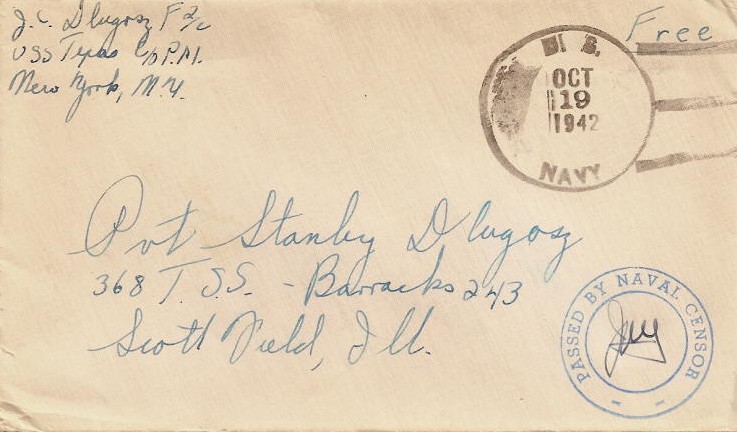 J. C. Dlugosz F 2/c
USS Texas c/o P.M.
New York, N.Y.
Free
U. S.
OCT
19
1942
NAVY
Pvt Stanley Dlugosz
368 T.S.S. - Barracks 243
Scott Field, Ill.
PASSED BY NAVAL CENSOR